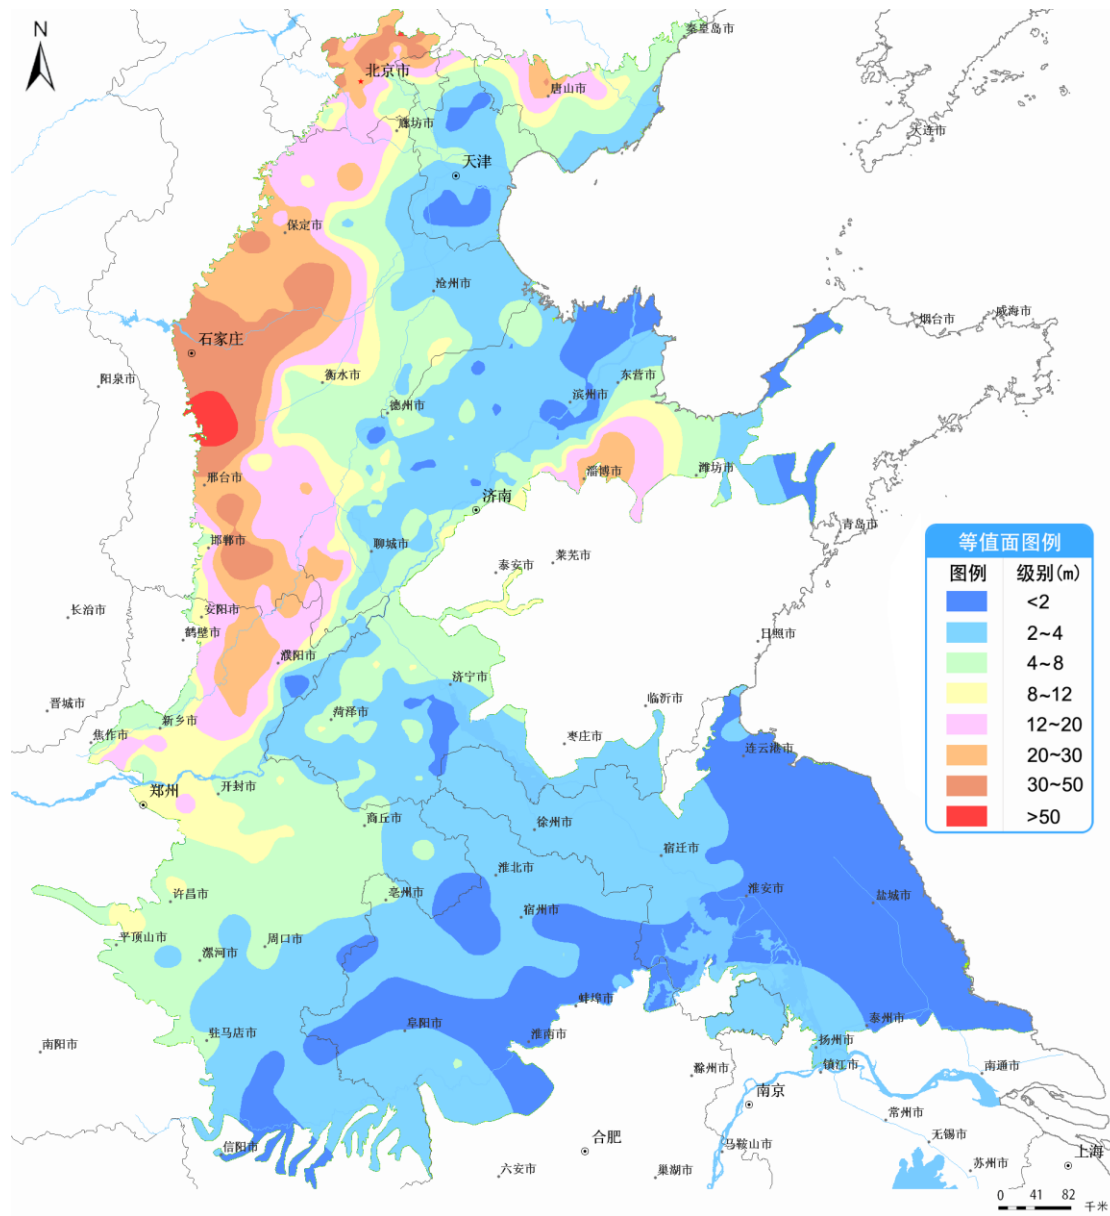 N
秦皇岛市
北京市
唐山市
廊坊市
大连市
天津
保定市
沧州市
烟台市
威海市
石家庄
阳泉市
衡水市
东营市
滨州市
德州市
邢台市
淄博市
潍坊市
济南
青岛市
邯郸市
聊城市
莱芜市
泰安市
长治市
安阳市
鹤壁市
日照市
濮阳市
济宁市
晋城市
临沂市
菏泽市
新乡市
焦作市
枣庄市
连云港市
郑州
开封市
商丘市
徐州市
宿迁市
淮北市
许昌市
亳州市
淮安市
盐城市
宿州市
平顶山市
周口市
漯河市
蚌埠市
阜阳市
泰州市
驻马店市
淮南市
扬州市
南阳市
滁州市
镇江市
南通市
南京
常州市
合肥
无锡市
信阳市
马鞍山市
上海
六安市
巢湖市
苏州市
等值面图例
图例 级别(m)
<2
2~4
4~8
8~12
12~20
20~30
30~50
>50
0 41 82
千米